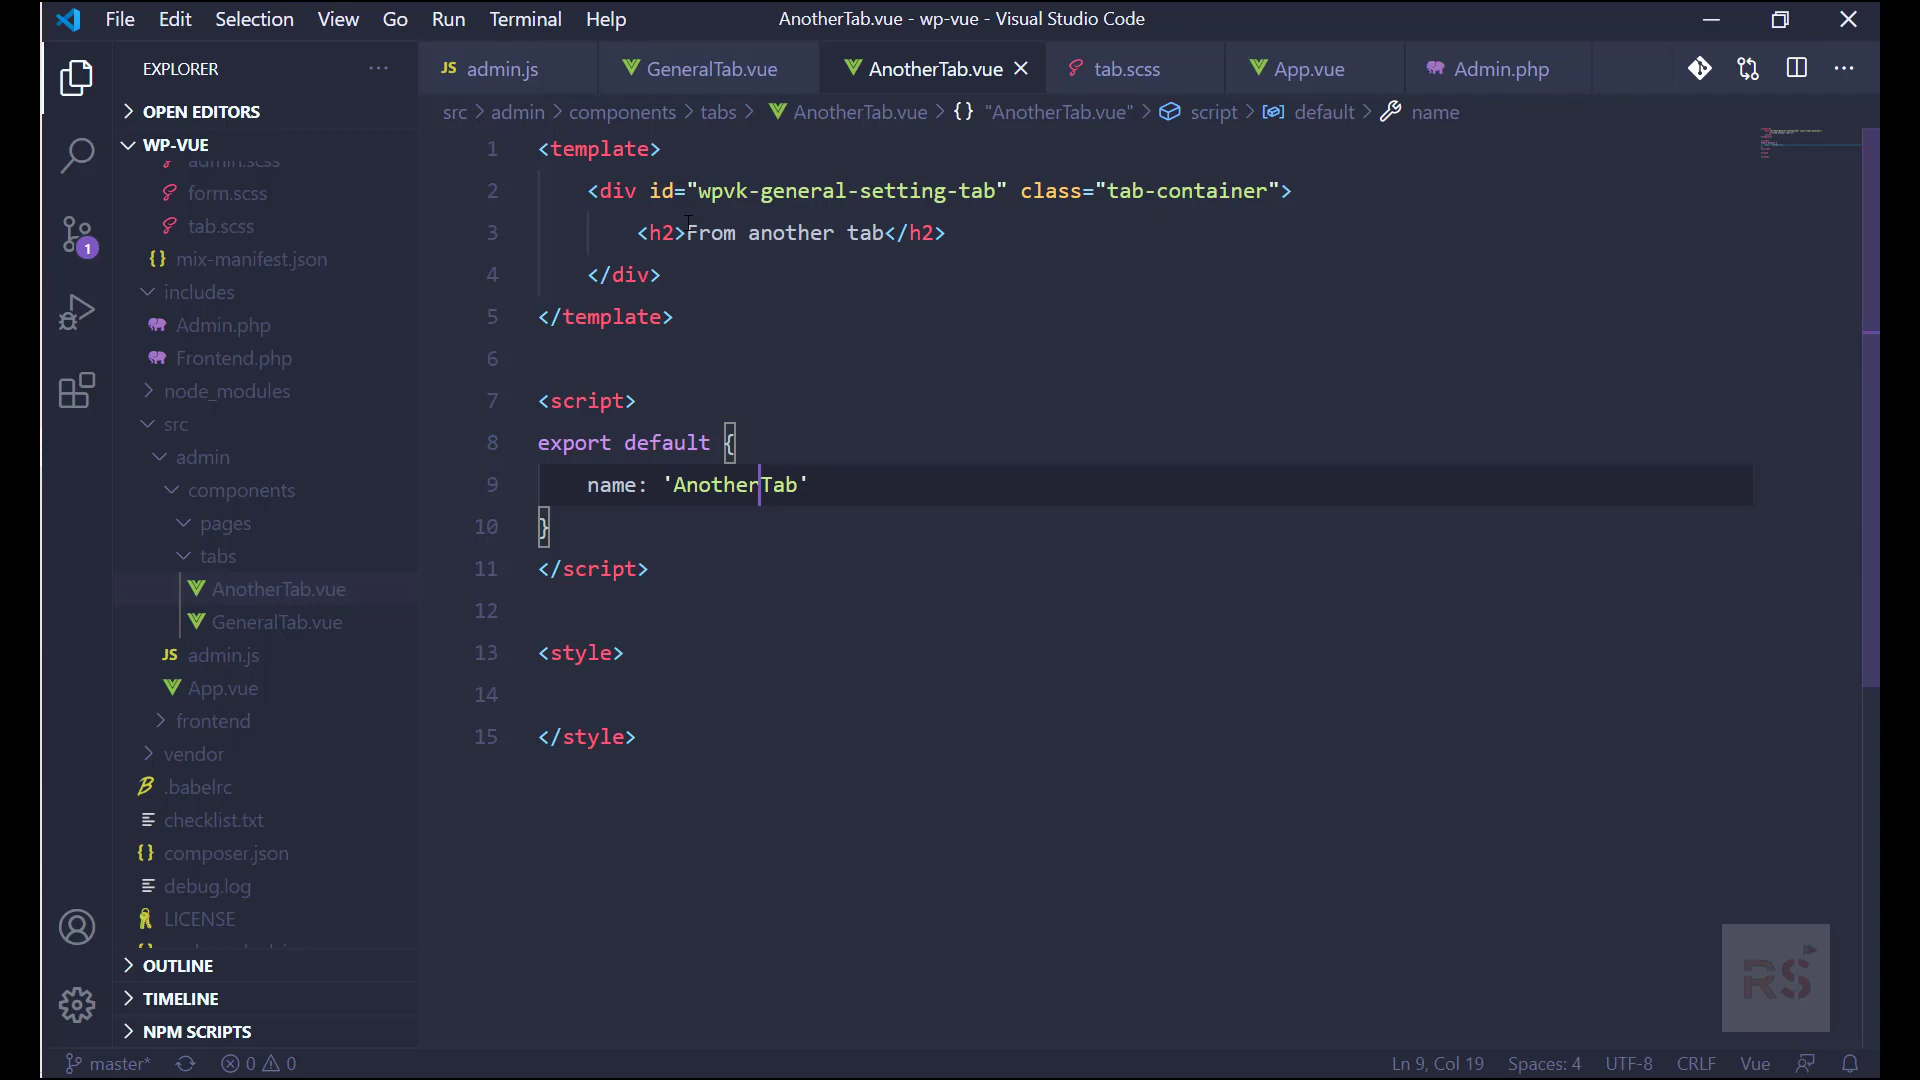 File Edit Selection View Go Run Terminal Help
AnotherTab.vue - wp-vue - Visual Studio Code
EXPLORER
JS admin.js GeneralTab.vue AnotherTab.vue tab.scss App.vue Admin.php
src > admin > components > tabs > AnotherTab.vue > {} "AnotherTab.vue" > script > default > name
OPEN EDITORS
WP-VUE
admin.scss
form.scss
tab.scss
{} mix-manifest.json
includes
Admin.php
Frontend.php
node_modules
src
admin
components
pages
tabs
AnotherTab.vue
GeneralTab.vue
JS admin.js
App.vue
frontend
vendor
.babelrc
checklist.txt
{} composer.json
debug.log
LICENSE
OUTLINE
TIMELINE
NPM SCRIPTS
1
1 <template>
2 <div id="wpvk-general-setting-tab" class="tab-container">
3 <h2>From another tab</h2>
4 </div>
5 </template>
6
7 <script>
8 export default {
9 name: 'AnotherTab'
10 }
11 </script>
12
13 <style>
14
15 </style>
RS
master* 0 0
Ln 9, Col 19 Spaces: 4 UTF-8 CRLF Vue